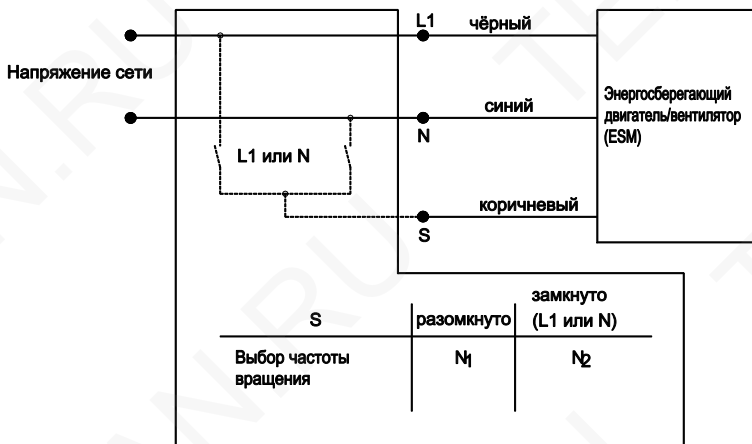 L1
чёрный
Напряжение сети
синий
N
Энергосберегающий
двигатель/вентилятор
(ESM)
L1 или N
коричневый
S
S
разомкнуто
замкнуто
(L1 или N)
Выбор частоты
вращения
N1
N2